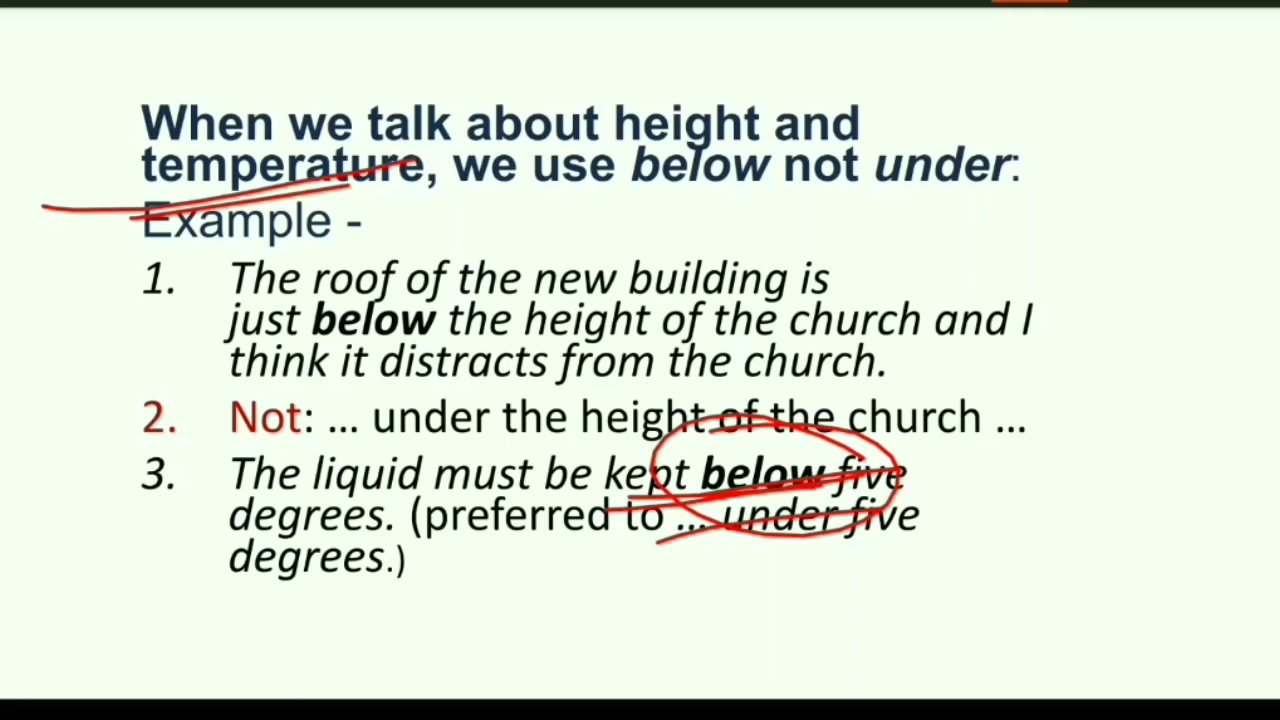 When we talk about height and
temperature, we use below not under:
Example -
1. The roof of the new building is
just below the height of the church and I
think it distracts from the church.
2. Not: ... under the height of the church ...
3. The liquid must be kept below five
degrees. (preferred to ... under five
degrees.)